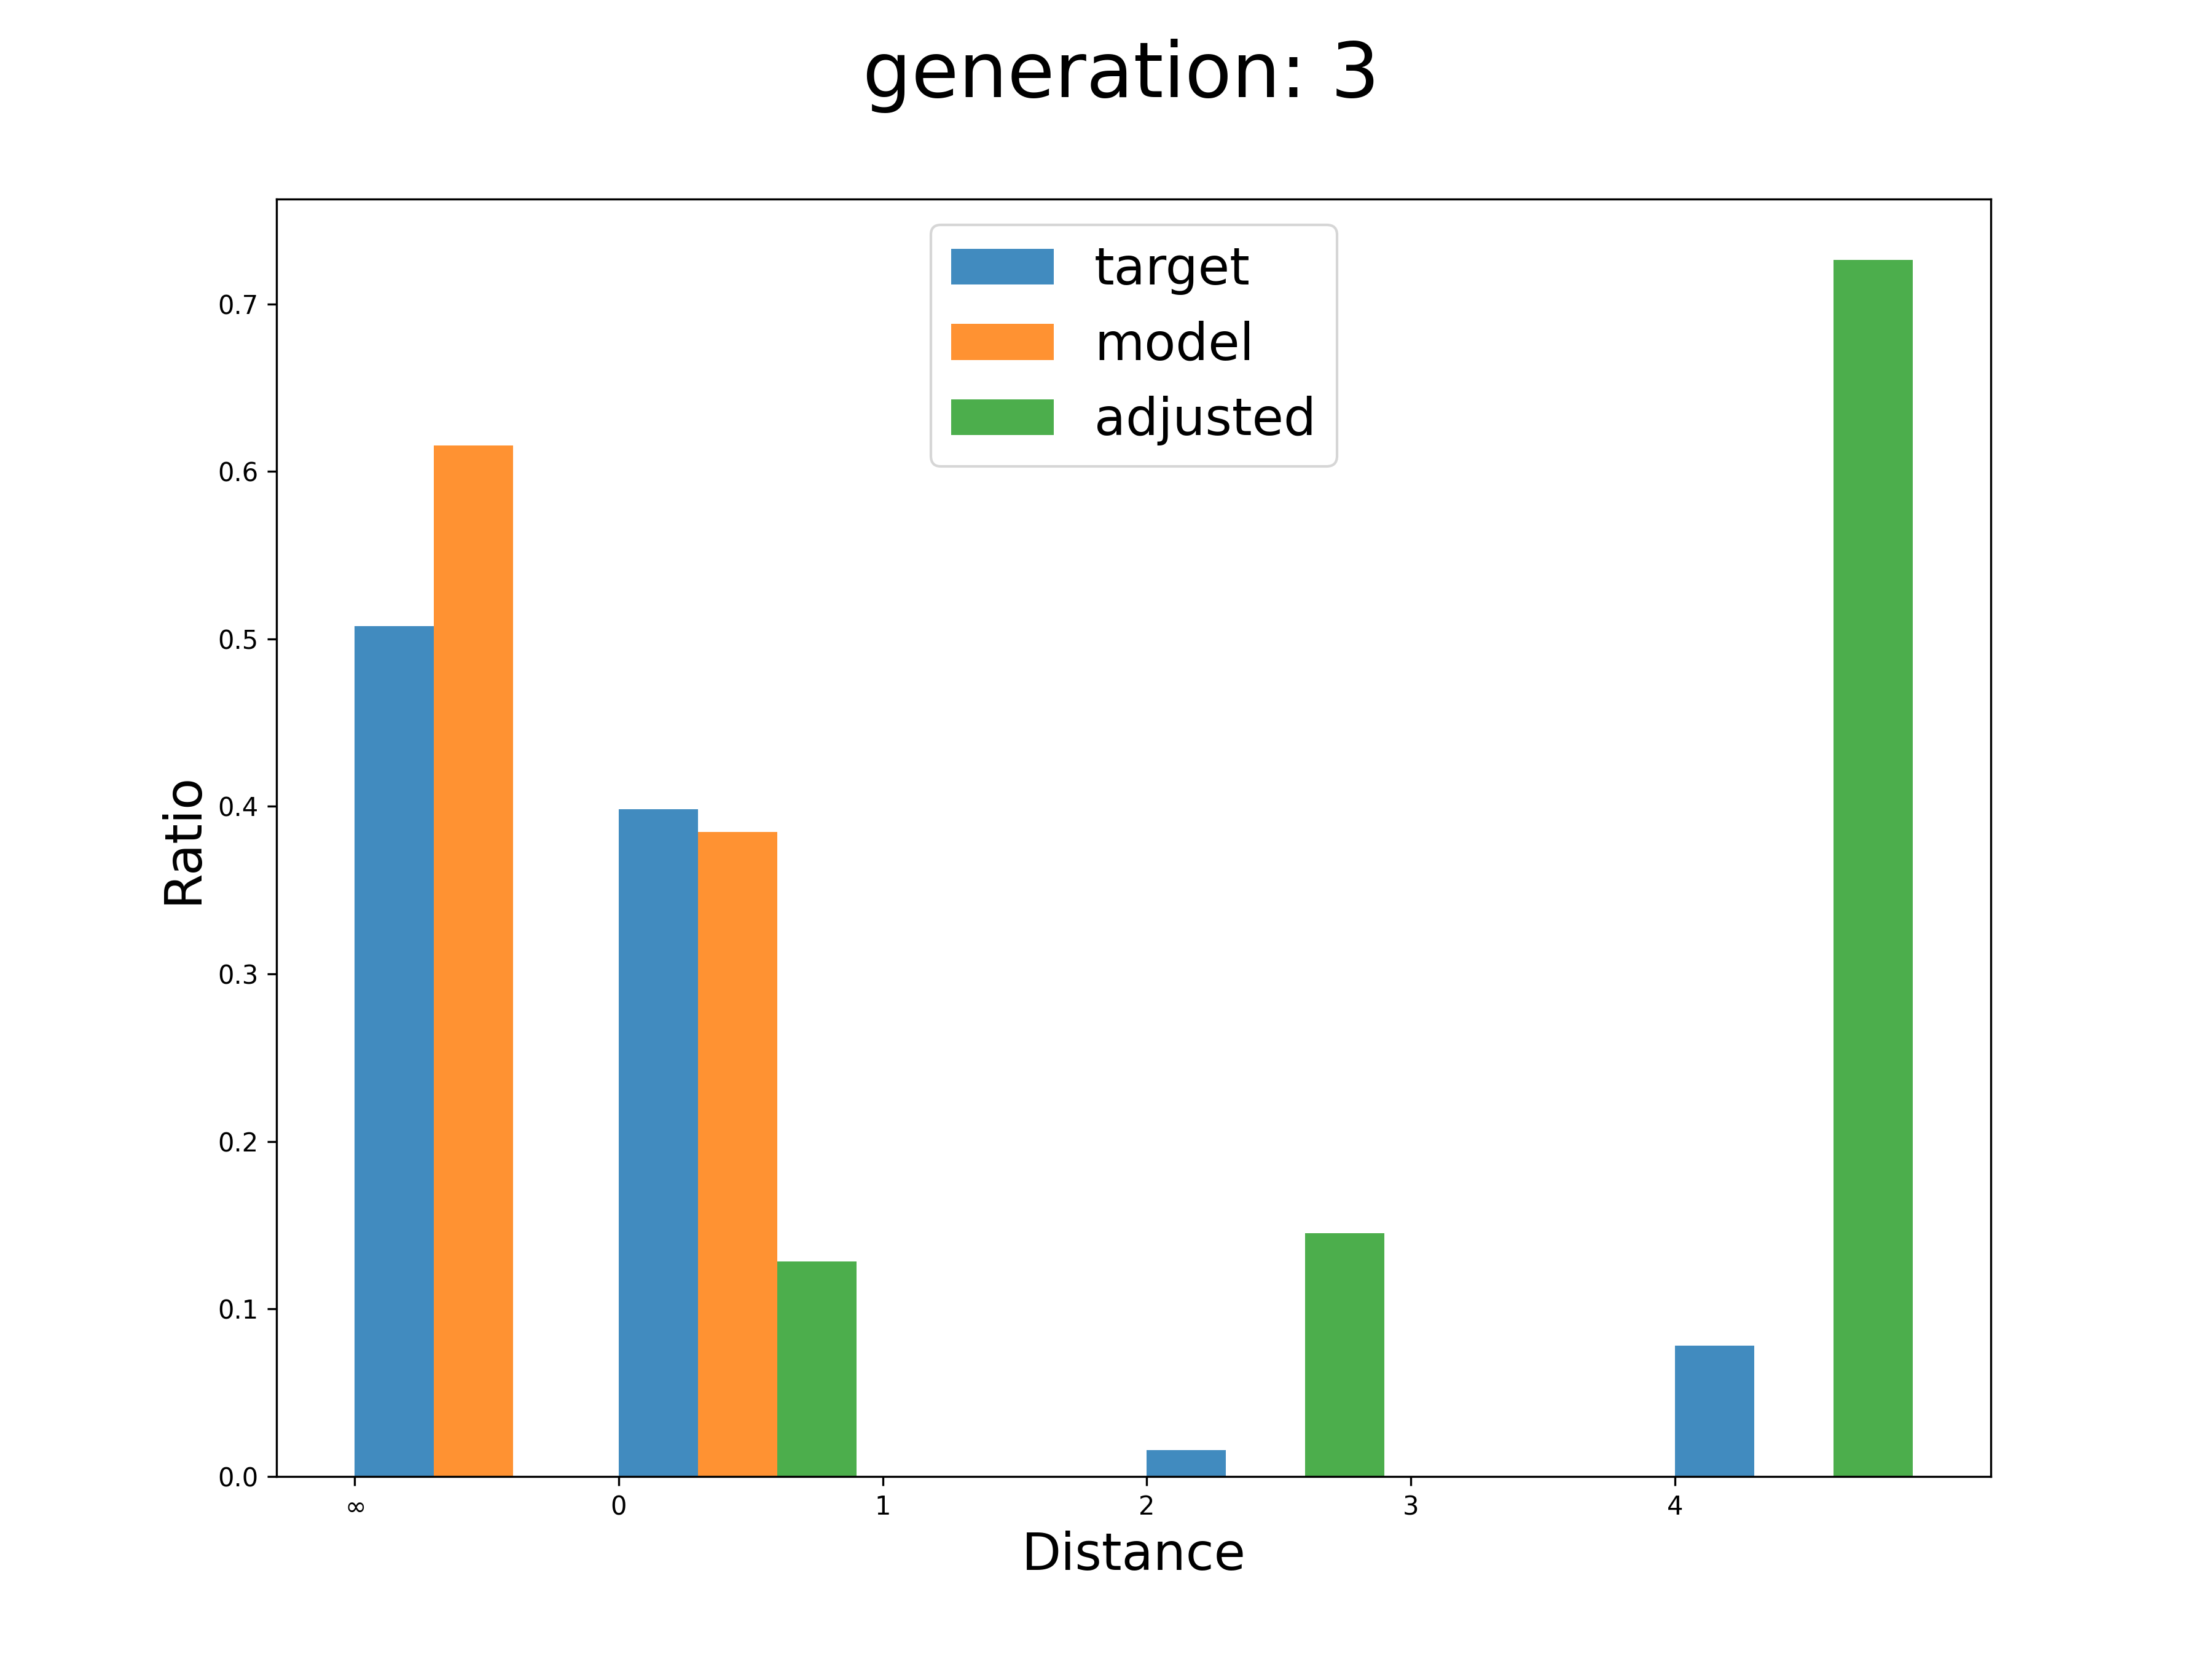 generation: 3
target
model
adjusted
0.7
0.6
0.5
0.4
0.3
0.2
0.1
0.0
Ratio
∞ 0 1 2 3 4
Distance